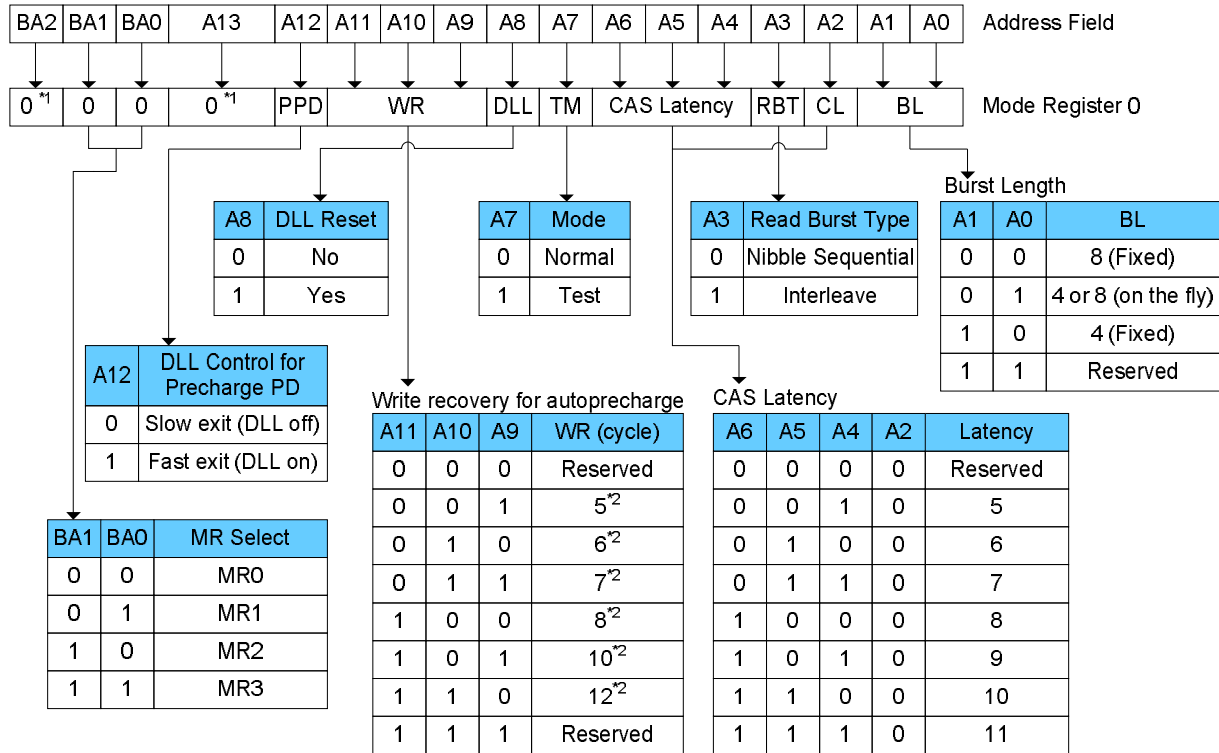 BA2 BA1 BA0 A13 A12 A11 A10 A9 A8 A7 A6 A5 A4 A3 A2 A1 A0 Address Field
0*1 0 0 0*1 PPD WR DLL TM CAS Latency RBT CL BL Mode Register 0
A8 DLL Reset
0 No
1 Yes
A7 Mode
0 Normal
1 Test
A3 Read Burst Type
0 Nibble Sequential
1 Interleave
Burst Length
A1 A0 BL
0 0 8 (Fixed)
0 1 4 or 8 (on the fly)
1 0 4 (Fixed)
1 1 Reserved
A12 DLL Control for
Precharge PD
0 Slow exit (DLL off)
1 Fast exit (DLL on)
BA1 BA0 MR Select
0 0 MR0
0 1 MR1
1 0 MR2
1 1 MR3
Write recovery for autoprecharge
A11 A10 A9 WR (cycle)
0 0 0 Reserved
0 0 1 5*2
0 1 0 6*2
0 1 1 7*2
1 0 0 8*2
1 0 1 10*2
1 1 0 12*2
1 1 1 Reserved
CAS Latency
A6 A5 A4 A2 Latency
0 0 0 0 Reserved
0 0 1 0 5
0 1 0 0 6
0 1 1 0 7
1 0 0 0 8
1 0 1 0 9
1 1 0 0 10
1 1 1 0 11